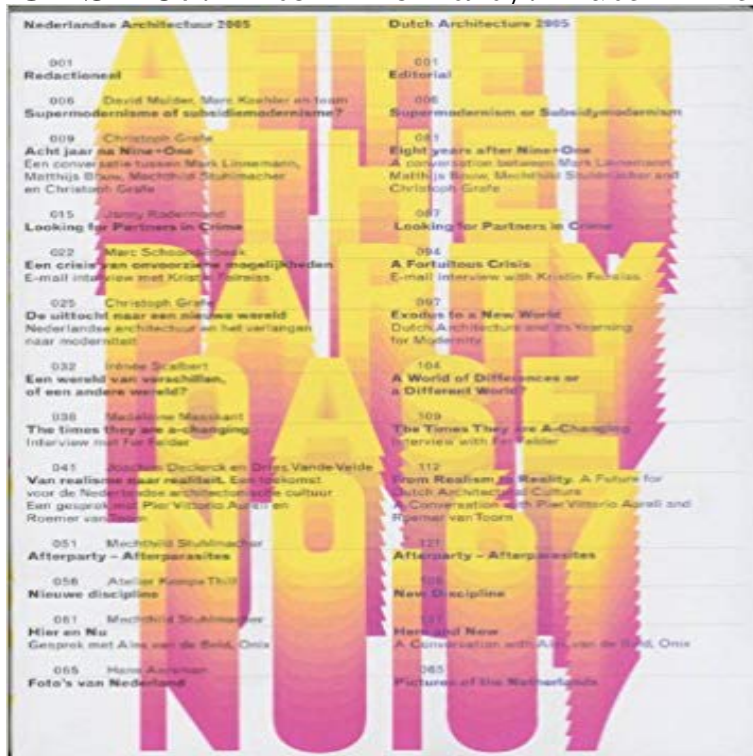 AFTER
THE
PARTY
OASE
Nederlandse Architectuur 2005
001
Redactioneel
006 David Mulder, Marc Koehler en team
Supermodernisme of subsidiemodernisme?
009 Christoph Grafe
Acht jaar na Nine+One
Een conversatie tussen Mark Linnemann,
Matthijs Bouw, Mechthild Stuhlmacher
en Christoph Grafe
015 Janny Rodermond
Looking for Partners in Crime
022 Marc Schoonderbeek
Een crisis van onvoorziene mogelijkheden
E-mail interview met Kristin Feireiss
025 Christoph Grafe
De uittocht naar een nieuwe wereld
Nederlandse architectuur en het verlangen
naar moderniteit
032 Irénée Scalbert
Een wereld van verschillen,
of een andere wereld?
038 Madeleine Maaskant
The times they are a-changing
Interview met Fer Felder
041 Joachim Declerck en Dries Vande Velde
Van realisme naar realiteit. Een toekomst
voor de Nederlandse architectonische cultuur
Een gesprek met Pier Vittorio Aureli en
Roemer van Toorn
051 Mechthild Stuhlmacher
Afterparty – Afterparasites
056 Atelier Kempe Thill
Nieuwe discipline
061 Mechthild Stuhlmacher
Hier en Nu
Gesprek met Alex van de Beld, Onix
065 Hans Aarsman
Foto's van Nederland
Dutch Architecture 2005
001
Editorial
Supermodernism or Subsidymodernism
081
Eight years after Nine+One
A conversation between Mark Linnemann,
Matthijs Bouw, Mechthild Stuhlmacher and
Christoph Grafe
087
Looking for Partners in Crime
094
A Fortuitous Crisis
E-mail interview with Kristin Feireiss
097
Exodus to a New World
Dutch Architecture and its Yearning
for Modernity
104
A World of Differences or
a Different World?
109
The Times They are A-Changing
Interview with Fer Felder
112
From Realism to Reality. A Future for
Dutch Architectural Culture
A Conversation with Pier Vittorio Aureli and
Roemer van Toorn
121
Afterparty – Afterparasites
New Discipline
Here and Now
A Conversation with Alex van de Beld, Onix
065
Pictures of the Netherlands